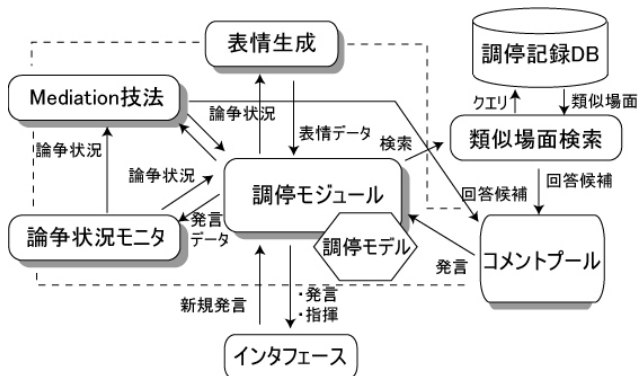 表情生成
調停記録DB
Mediation技法
論争状況
クエリ
類似場面
表情データ
検索
類似場面検索
論争状況
論争状況
調停モジュール
回答候補
回答候補
論争状況モニタ
発言
データ
調停モデル
発言
コメントプール
新規発言
・発言
・指揮
インタフェース